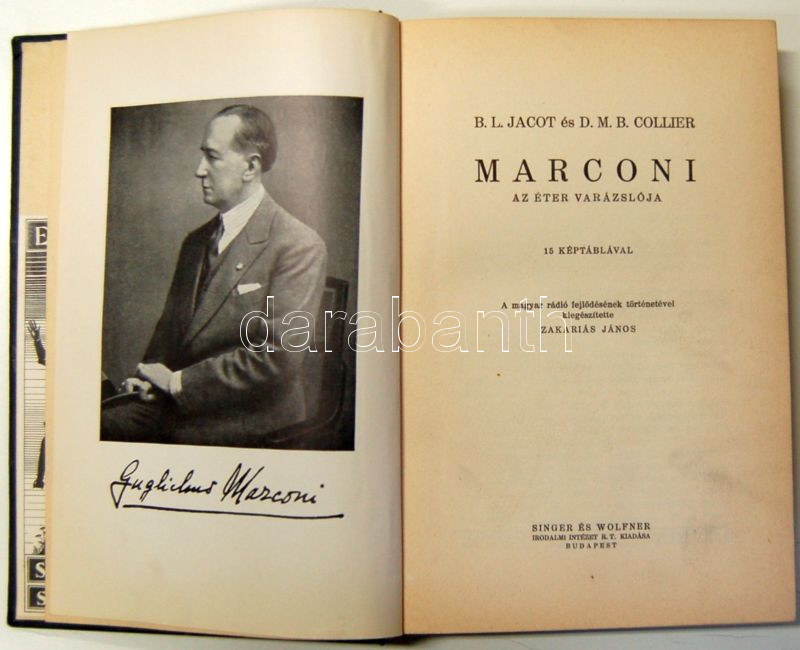 Guglielmo Marconi
B. L. JACOT és D. M. B. COLLIER
MARCONI
AZ ÉTER VARÁZSLÓJA
15 KÉPTÁBLÁVAL
A magyar rádió fejlődésének történetével
kiegészítette
ZAKARIÁS JÁNOS
SINGER ÉS WOLFNER
IRODALMI INTÉZET R. T. KIADÁSA
BUDAPEST
darabanth